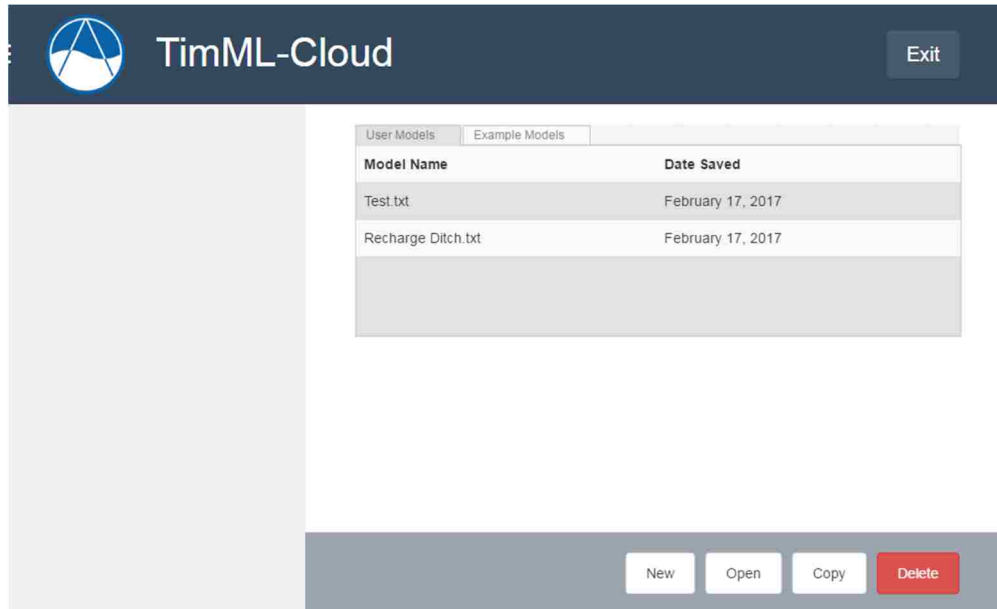 TimML-Cloud Exit
User Models Example Models
Model Name Date Saved
Test.txt February 17, 2017
Recharge Ditch.txt February 17, 2017
New Open Copy Delete